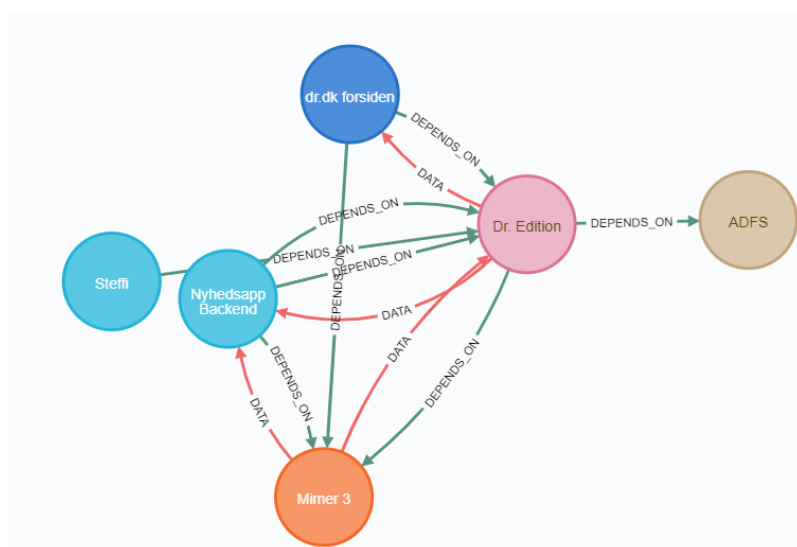 dr.dk forsiden
DEPENDS_ON
DATA
Dr. Edition
DEPENDS_ON
ADFS
DEPENDS_ON
DEPENDS_ON
DEPENDS_ON
Steffi
Nyhedsapp
Backend
DEPENDS_ON
DATA
DATA
DEPENDS_ON
DEPENDS_ON
DATA
Mimer 3